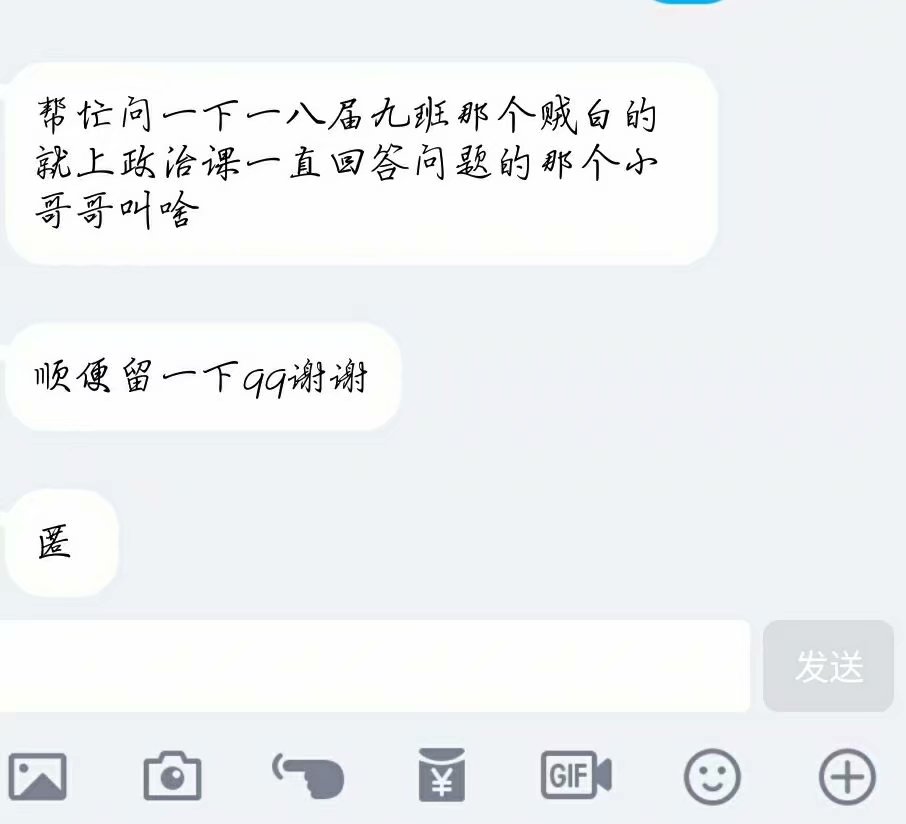 帮忙问一下一八届九班那个贼白的
就上政治课一直回答问题的那个小
哥哥叫啥
顺便留一下qq谢谢
匿
发送
¥
GIF